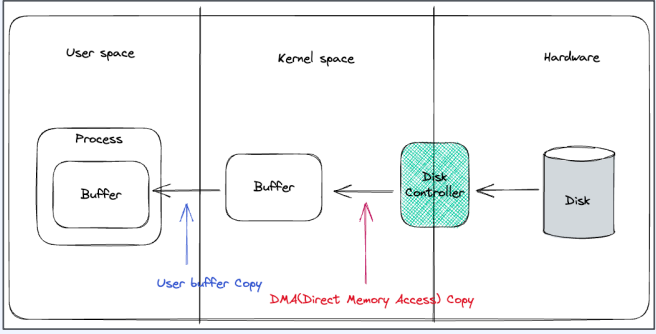 User space
Kernel space
Hardware
Process
Buffer
Buffer
Disk
Controller
Disk
User buffer Copy
DMA(Direct Memory Access) Copy